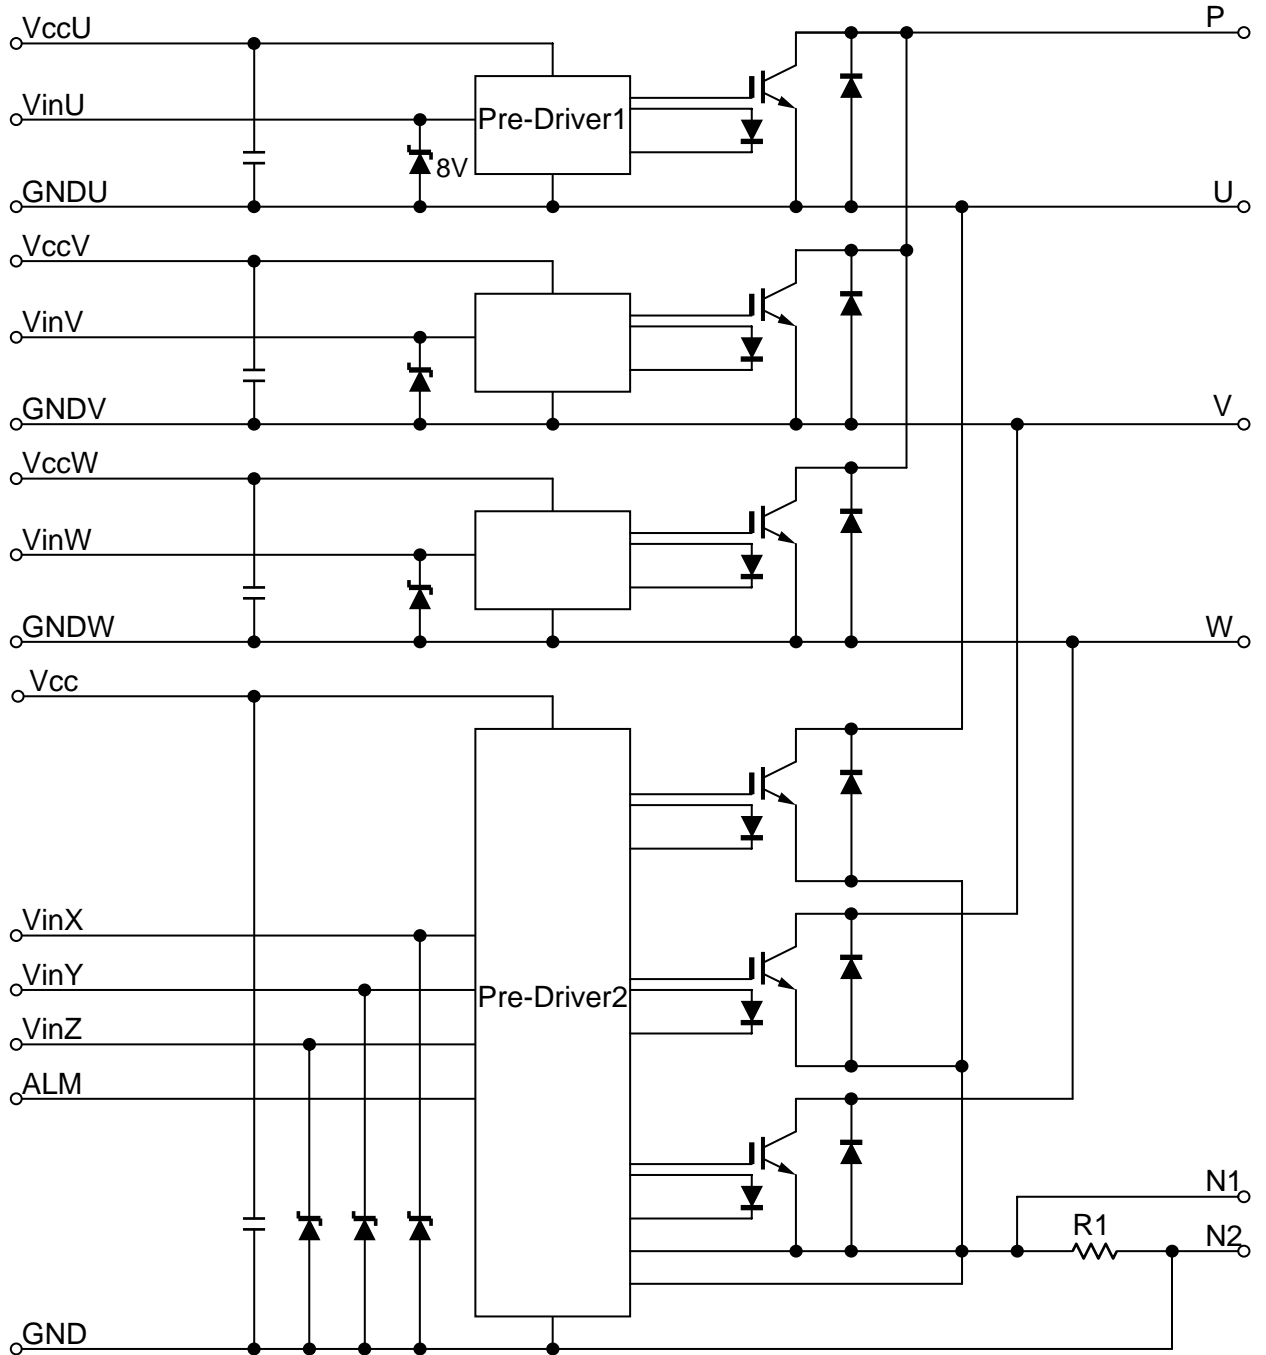 VccU
P
VinU
Pre-Driver1
8V
GNDU
U
VccV
VinV
GNDV
V
VccW
VinW
GNDW
W
Vcc
VinX
VinY
Pre-Driver2
VinZ
ALM
N1
R1
N2
GND